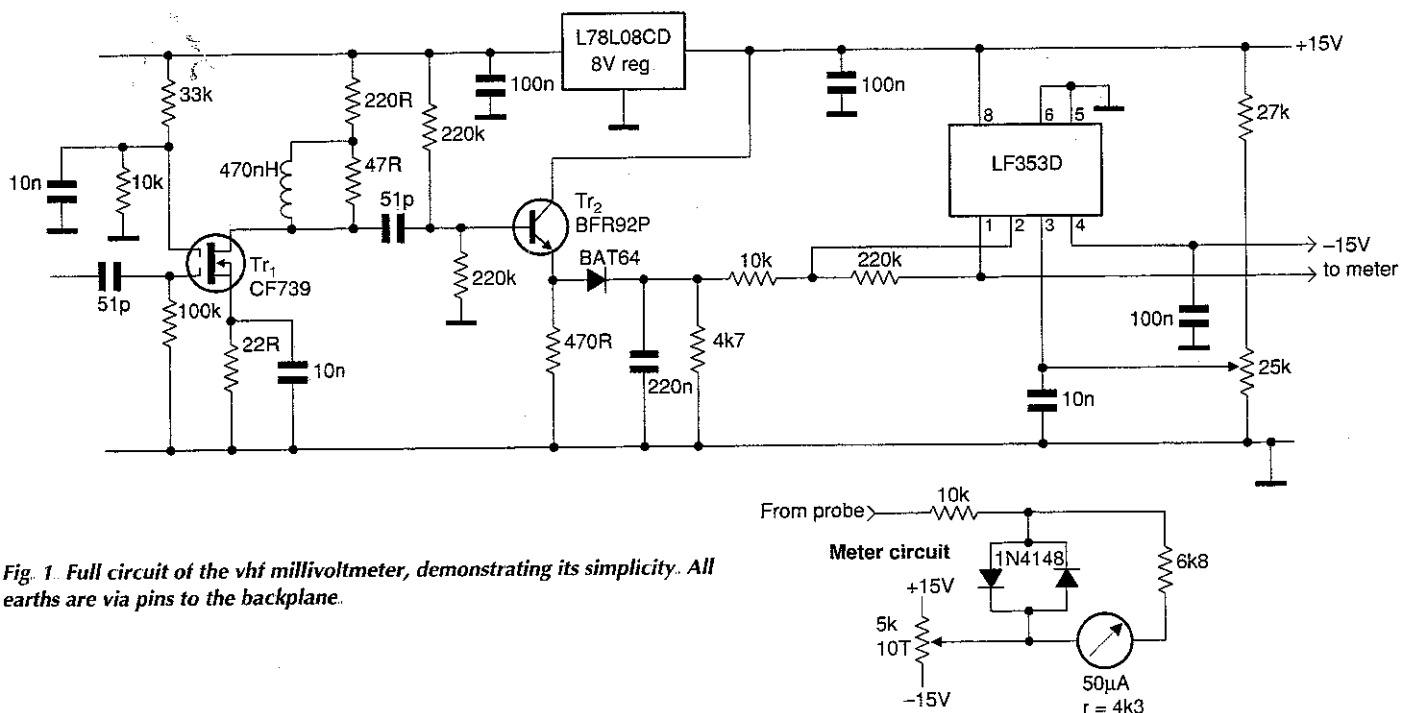 L78L08CD
8V reg
+15V
33k
220R
100n
100n
8
6
5
27k
220k
LF353D
10n
10k
470nH
47R
51p
Tr2
BFR92P
1
2
3
4
–15V
BAT64
10k
220k
to meter
Tr1
CF739
51p
100k
220k
100n
22R
10n
470R
220n
4k7
10n
25k
From probe
10k
Meter circuit
1N4148
6k8
+15V
5k
10T
–15V
50µA
r = 4k3
Fig. 1. Full circuit of the vhf millivoltmeter, demonstrating its simplicity. All
earths are via pins to the backplane.